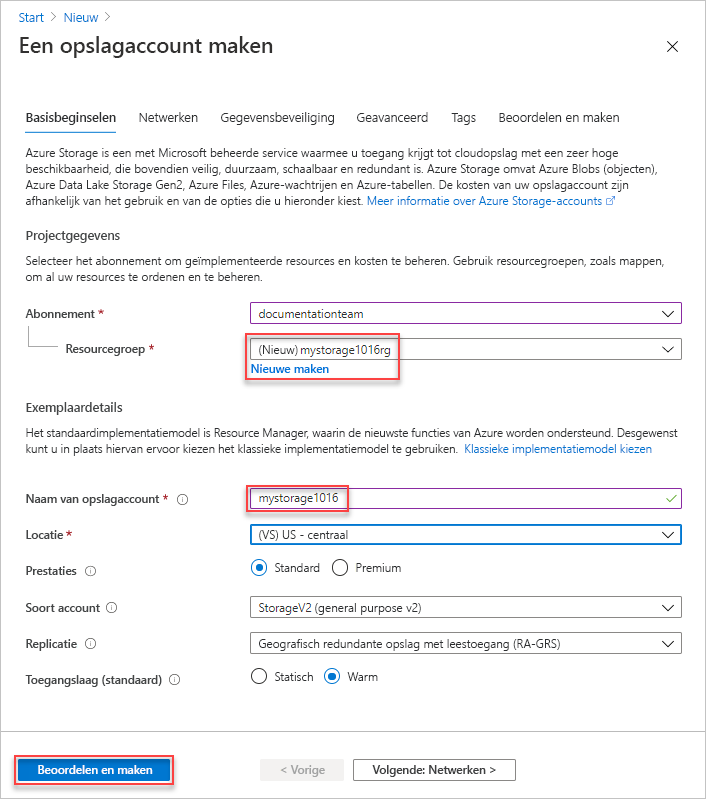 Start > Nieuw >
Een opslagaccount maken
Basisbeginselen Netwerken Gegevensbeveiliging Geavanceerd Tags Beoordelen en maken
Azure Storage is een met Microsoft beheerde service waarmee u toegang krijgt tot cloudopslag met een zeer hoge
beschikbaarheid, die bovendien veilig, duurzaam, schaalbaar en redundant is. Azure Storage omvat Azure Blobs (objecten),
Azure Data Lake Storage Gen2, Azure Files, Azure-wachtrijen en Azure-tabellen. De kosten van uw opslagaccount zijn
afhankelijk van het gebruik en van de opties die u hieronder kiest. Meer informatie over Azure Storage-accounts
Projectgegevens
Selecteer het abonnement om geïmplementeerde resources en kosten te beheren. Gebruik resourcegroepen, zoals mappen,
om al uw resources te ordenen en te beheren.
Abonnement * documentationteam
Resourcegroep * (Nieuw) mystorage1016rg
Nieuwe maken
Exemplaardetails
Het standaardimplementatiemodel is Resource Manager, waarin de nieuwste functies van Azure worden ondersteund. Desgewenst
kunt u in plaats hiervan ervoor kiezen het klassieke implementatiemodel te gebruiken. Klassieke implementatiemodel kiezen
Naam van opslagaccount * mystorage1016
Locatie * (VS) US - centraal
Prestaties Standard Premium
Soort account StorageV2 (general purpose v2)
Replicatie Geografisch redundante opslag met leestoegang (RA-GRS)
Toegangslaag (standaard) Statisch Warm
Beoordelen en maken < Vorige Volgende: Netwerken >